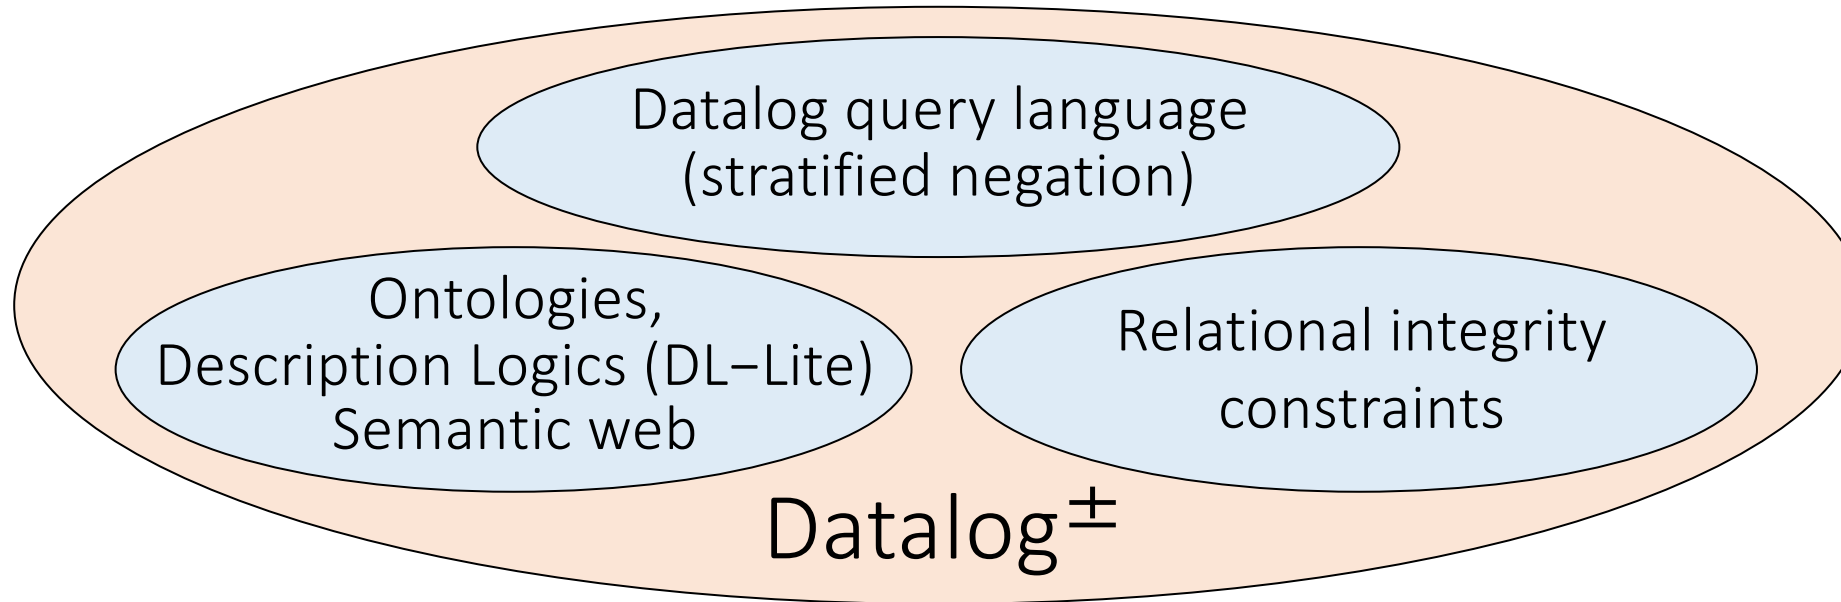 Datalog query language
(stratified negation)
Ontologies,
Description Logics (DL−Lite)
Semantic web
Relational integrity
constraints
Datalog±